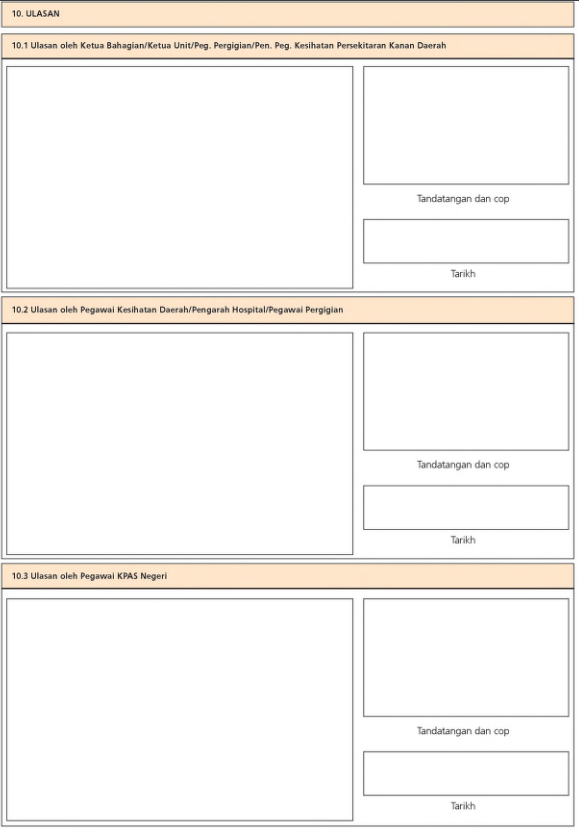 10. ULASAN
10.1 Ulasan oleh Ketua Bahagian/Ketua Unit/Peg. Pergigian/Pen. Peg. Kesihatan Persekitaran Kanan Daerah
Tandatangan dan cop
Tarikh
10.2 Ulasan oleh Pegawai Kesihatan Daerah/Pengarah Hospital/Pegawai Pergigian
Tandatangan dan cop
Tarikh
10.3 Ulasan oleh Pegawai KPAS Negeri
Tandatangan dan cop
Tarikh